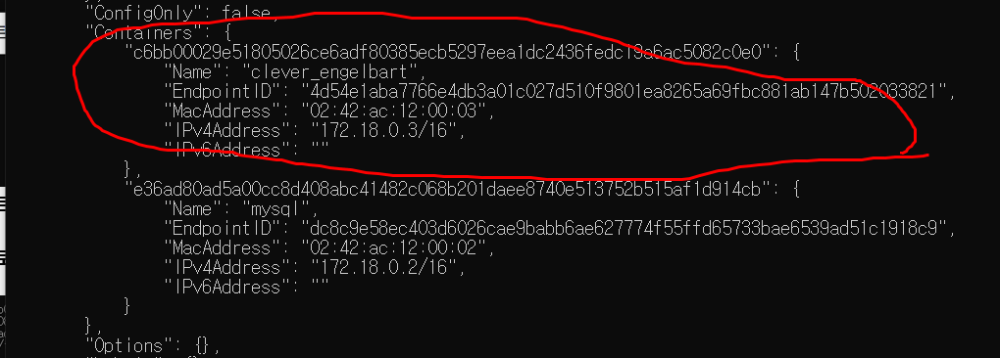 "ConfigOnly": false,
"Containers": {
"c6bb00029e51805026ce6adf80385ecb5297eea1dc2436fedc13a6ac5082c0e0": {
"Name": "clever_engelbart",
"EndpointID": "4d54e1aba7766e4db3a01c027d510f9801ea8265a69fbc881ab147b502033821",
"MacAddress": "02:42:ac:12:00:03",
"IPv4Address": "172.18.0.3/16",
"IPv6Address": ""
},
"e36ad80ad5a00cc8d408abc41482c068b201daee8740e513752b515af1d914cb": {
"Name": "mysql",
"EndpointID": "dc8c9e58ec403d6026cae9babb6ae627774f55ffd65733bae6539ad51c1918c9",
"MacAddress": "02:42:ac:12:00:02",
"IPv4Address": "172.18.0.2/16",
"IPv6Address": ""
}
},
"Options": {},